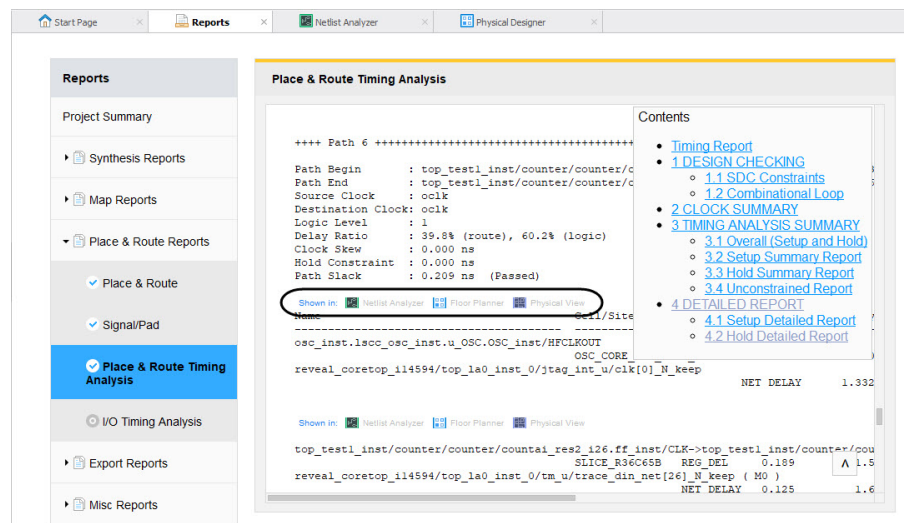 Start Page × Reports × Netlist Analyzer × Physical Designer ×
Reports
Project Summary
Synthesis Reports
Map Reports
Place & Route Reports
Place & Route
Signal/Pad
Place & Route Timing
Analysis
I/O Timing Analysis
Export Reports
Misc Reports
Place & Route Timing Analysis
++++ Path 6 +++++++++++++++++++++++++++++++++++++++
Path Begin : top_test1_inst/counter/counter/c
Path End : top_test1_inst/counter/counter/c
Source Clock : oclk
Destination Clock: oclk
Logic Level : 1
Delay Ratio : 39.8% (route), 60.2% (logic)
Clock Skew : 0.000 ns
Hold Constraint : 0.000 ns
Path Slack : 0.209 ns (Passed)
Shown in: Netlist Analyzer Floor Planner Physical View
Name Cell/Site
osc_inst.lscc_osc_inst.u_OSC.OSC_inst/HFCLKOUT
OSC_CORE
reveal_coretop_i14594/top_la0_inst_0/jtag_int_u/clk[0]_N_keep
NET DELAY 1.332
Shown in: Netlist Analyzer Floor Planner Physical View
top_test1_inst/counter/counter/countai_res2_i26.ff_inst/CLK->top_test1_inst/counter/cou
SLICE_R36C65B REG_DEL 0.189 1.5
reveal_coretop_i14594/top_la0_inst_0/tm_u/trace_din_net[26]_N_keep ( M0 )
NET DELAY 0.125 1.6
Contents
Timing Report
1 DESIGN CHECKING
1.1 SDC Constraints
1.2 Combinational Loop
2 CLOCK SUMMARY
3 TIMING ANALYSIS SUMMARY
3.1 Overall (Setup and Hold)
3.2 Setup Summary Report
3.3 Hold Summary Report
3.4 Unconstrained Report
4 DETAILED REPORT
4.1 Setup Detailed Report
4.2 Hold Detailed Report